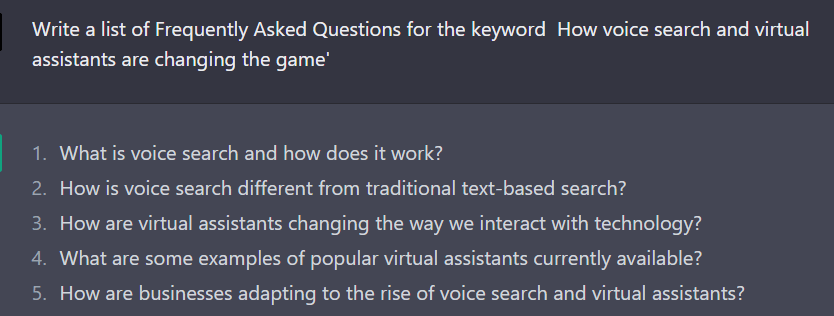 Write a list of Frequently Asked Questions for the keyword  How voice search and virtual
assistants are changing the game'
1. What is voice search and how does it work?
2. How is voice search different from traditional text-based search?
3. How are virtual assistants changing the way we interact with technology?
4. What are some examples of popular virtual assistants currently available?
5. How are businesses adapting to the rise of voice search and virtual assistants?